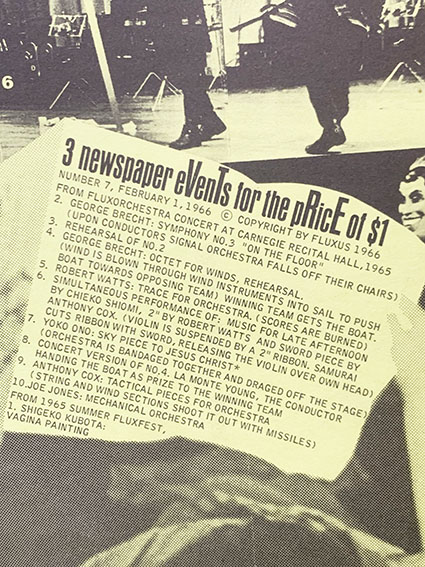 6
3 newspaper eVenTs for the pRicE of $1
NUMBER 7, FEBRUARY 1, 1966 © COPYRIGHT BY FLUXUS 1966
FROM FLUXORCHESTRA CONCERT AT CARNEGIE RECITAL HALL, 1965
2. GEORGE BRECHT: SYMPHONY NO.3 "ON THE FLOOR"
(UPON CONDUCTORS SIGNAL ORCHESTRA FALLS OFF THEIR CHAIRS)
3. REHEARSAL OF NO.2
4. GEORGE BRECHT: OCTET FOR WINDS, REHEARSAL.
(WIND IS BLOWN THROUGH WIND INSTRUMENTS INTO SAIL TO PUSH
BOAT TOWARDS OPPOSING TEAM) WINNING TEAM GETS THE BOAT.
5. ROBERT WATTS: TRACE FOR ORCHESTRA. (SCORES ARE BURNED)
6. SIMULTANEOUS PERFORMANCE OF: MUSIC FOR LATE AFTERNOON
BY CHIEKO SHOMI, 2" BY ROBERT WATTS AND SWORD PIECE BY
ANTHONY COX. (VIOLIN IS SUSPENDED BY A 2" RIBBON. SAMURAI
CUTS RIBBON WITH SWORD, RELEASING THE VIOLIN OVER OWN HEAD)
7. YOKO ONO: SKY PIECE TO JESUS CHRIST*
(ORCHESTRA IS BANDAGED TOGETHER AND DRAGED OFF THE STAGE)
8. CONCERT VERSION OF NO.4. LA MONTE YOUNG, THE CONDUCTOR
HANDING THE BOAT AS PRIZE TO THE WINNING TEAM
9. ANTHONY COX: TACTICAL PIECES FOR ORCHESTRA
(STRING AND WIND SECTIONS SHOOT IT OUT WITH MISSILES)
10. JOE JONES: MECHANICAL ORCHESTRA
FROM 1965 SUMMER FLUXFEST,
1. SHIGEKO KUBOTA:
VAGINA PAINTING